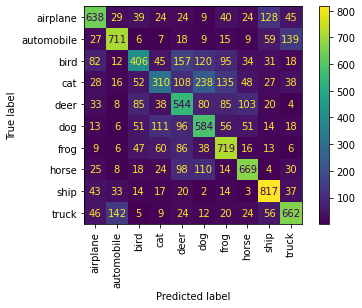 airplane 638 29 39 24 24 9 40 24 128 45
automobile 27 711 6 7 18 9 15 9 59 139
bird 82 12 406 45 157 120 95 34 31 18
cat 28 16 52 310 108 238 135 48 27 38
deer 33 8 85 38 544 80 85 103 20 4
dog 13 6 51 111 96 584 56 51 14 18
frog 9 6 47 60 86 38 719 16 13 6
horse 25 8 18 24 98 110 14 669 4 30
ship 43 33 14 17 20 2 14 3 817 37
truck 46 142 5 9 24 12 20 24 56 662
airplane automobile bird cat deer dog frog horse ship truck
Predicted label
True label
800
700
600
500
400
300
200
100